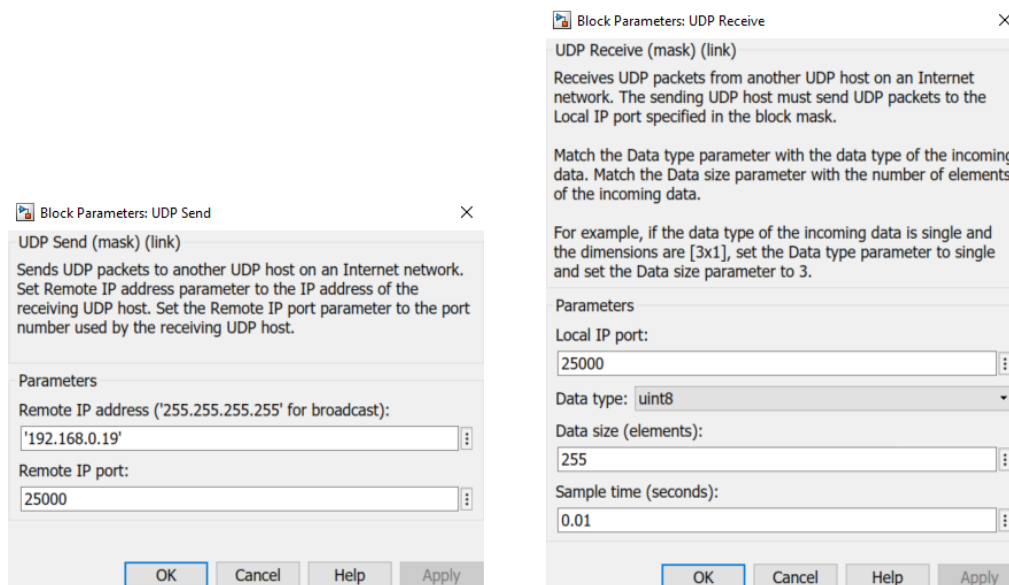 Block Parameters: UDP Send
UDP Send (mask) (link)
Sends UDP packets to another UDP host on an Internet network.
Set Remote IP address parameter to the IP address of the
receiving UDP host. Set the Remote IP port parameter to the port
number used by the receiving UDP host.
Parameters
Remote IP address ('255.255.255.255' for broadcast):
'192.168.0.19'
Remote IP port:
25000
OK Cancel Help Apply
Block Parameters: UDP Receive
UDP Receive (mask) (link)
Receives UDP packets from another UDP host on an Internet
network. The sending UDP host must send UDP packets to the
Local IP port specified in the block mask.
Match the Data type parameter with the data type of the incoming
data. Match the Data size parameter with the number of elements
of the incoming data.
For example, if the data type of the incoming data is single and
the dimensions are [3x1], set the Data type parameter to single
and set the Data size parameter to 3.
Parameters
Local IP port:
25000
Data type: uint8
Data size (elements):
255
Sample time (seconds):
0.01
OK Cancel Help Apply